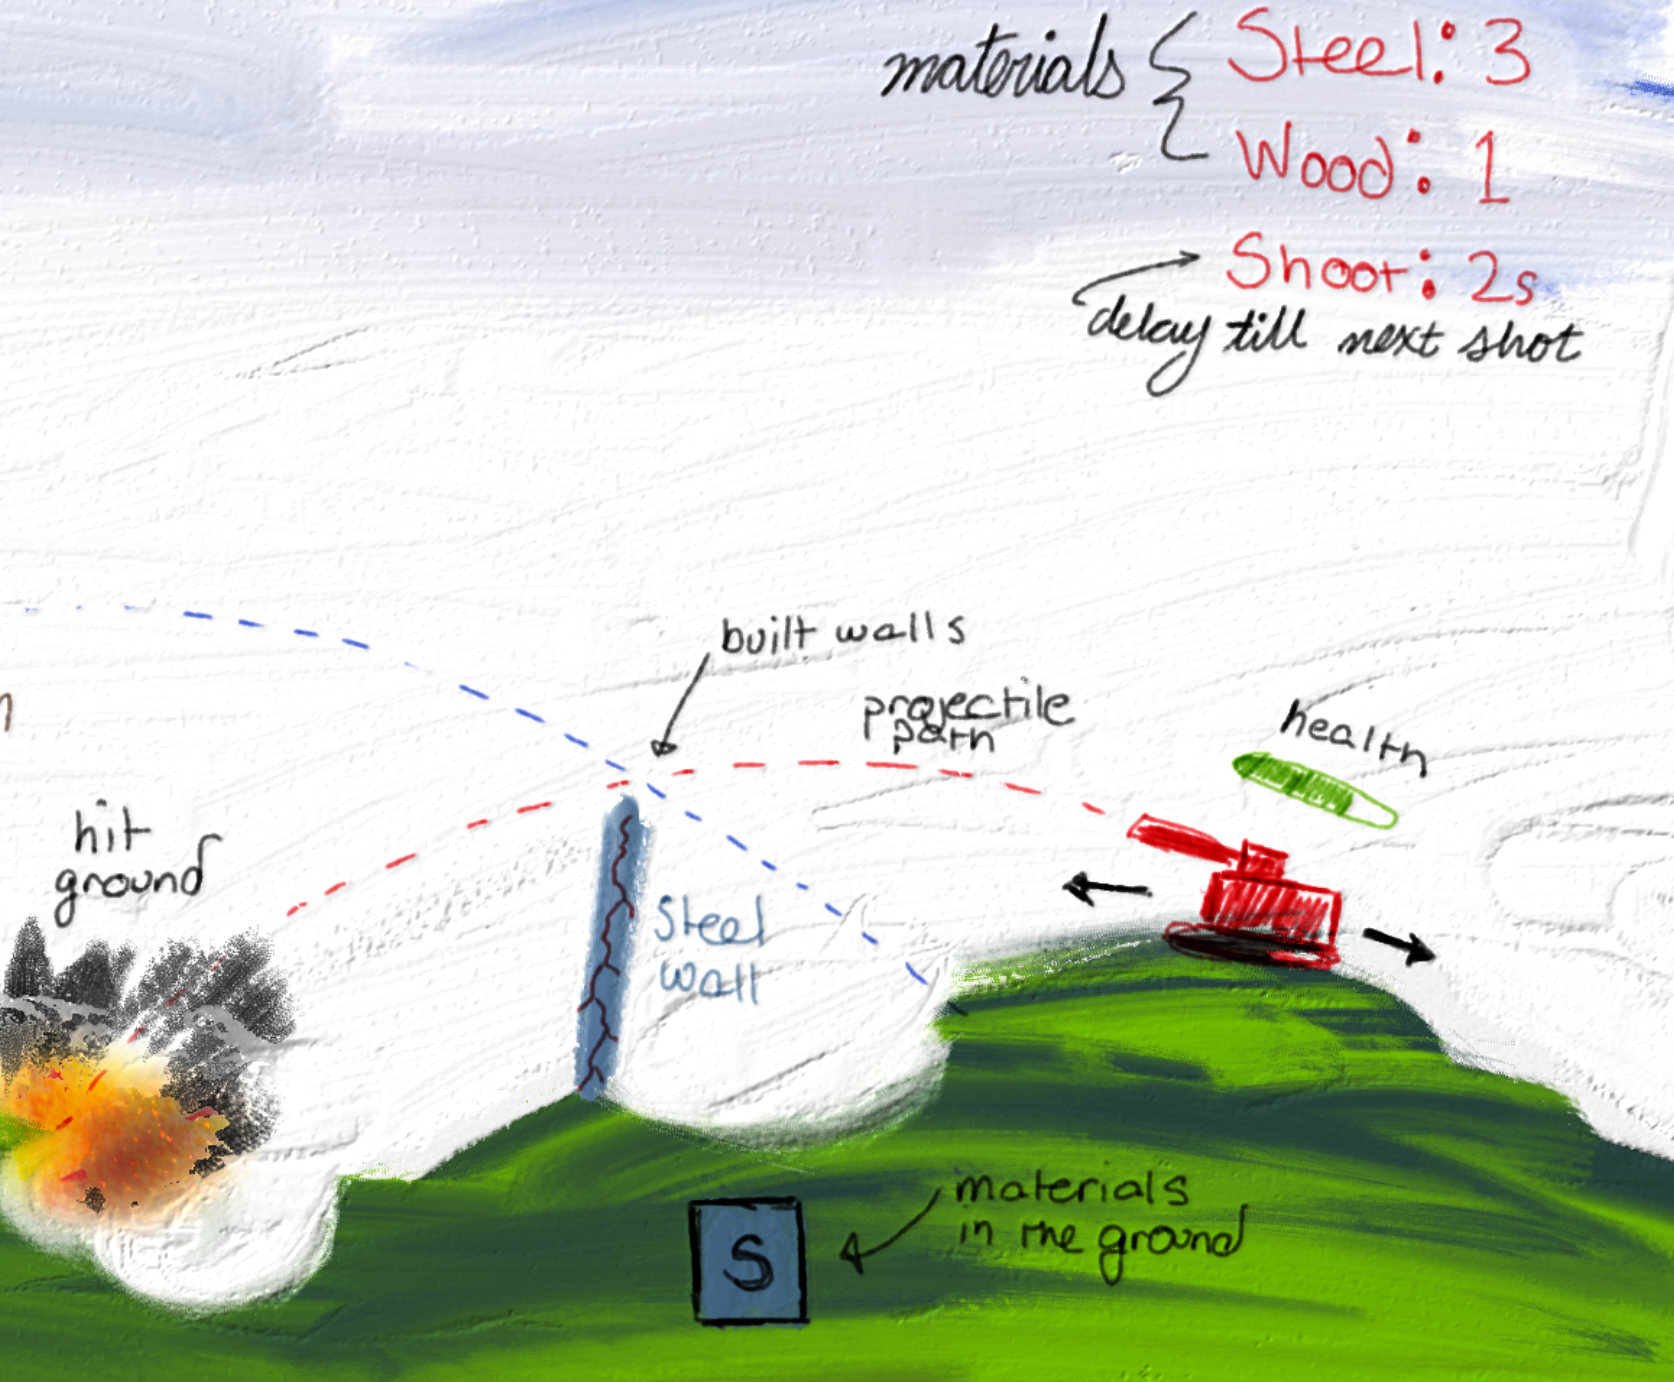 materials { Steel: 3
Wood: 1
Shoot: 2s
delay till next shot
built walls
projectile
path
health
hit
ground
Steel
wall
materials
in the ground
S